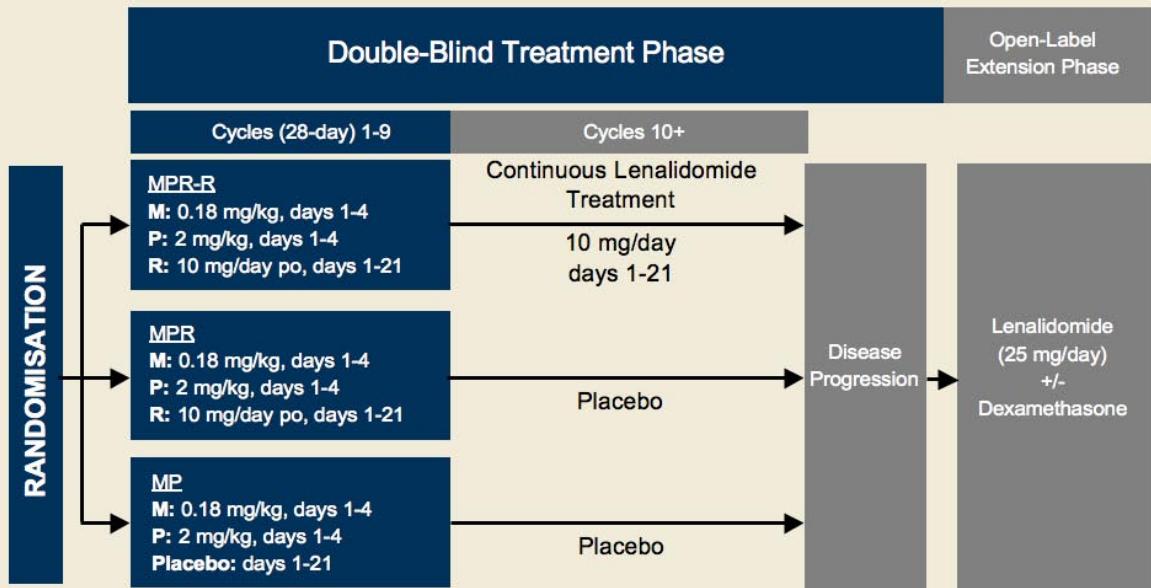 Double-Blind Treatment Phase
Open-Label
Extension Phase
Cycles (28-day) 1-9
Cycles 10+
RANDOMISATION
MPR-R
M: 0.18 mg/kg, days 1-4
P: 2 mg/kg, days 1-4
R: 10 mg/day po, days 1-21
Continuous Lenalidomide
Treatment
10 mg/day
days 1-21
MPR
M: 0.18 mg/kg, days 1-4
P: 2 mg/kg, days 1-4
R: 10 mg/day po, days 1-21
Placebo
MP
M: 0.18 mg/kg, days 1-4
P: 2 mg/kg, days 1-4
Placebo: days 1-21
Placebo
Disease
Progression
Lenalidomide
(25 mg/day)
+/-
Dexamethasone